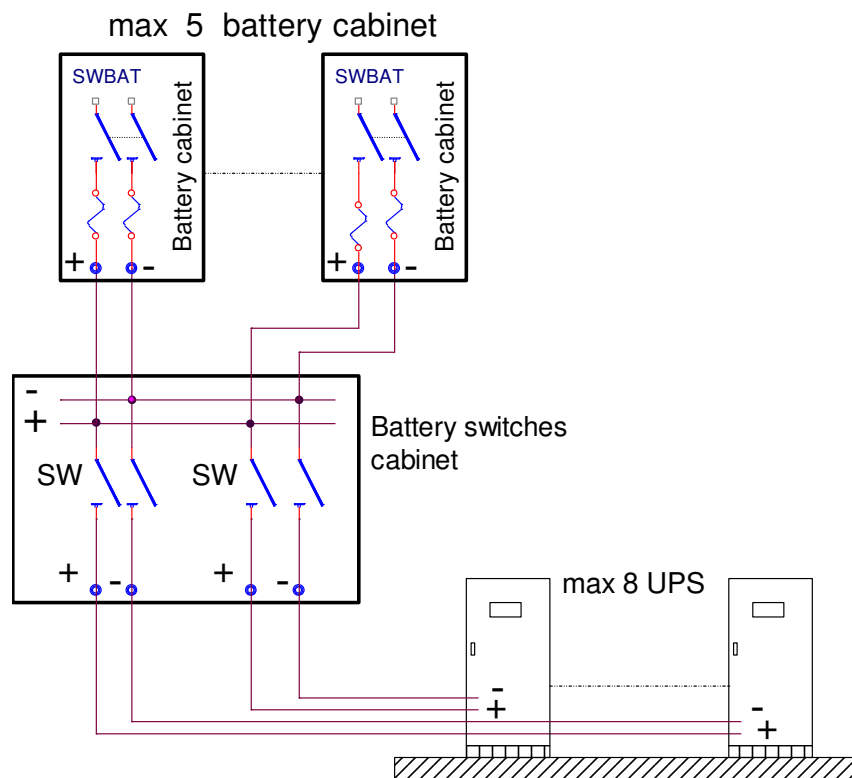 max 5 battery cabinet
SWBAT
Battery cabinet
+ -
SWBAT
Battery cabinet
+ -
-
+
Battery switches
cabinet
SW
SW
+ -
+ -
max 8 UPS
-
+
-
+